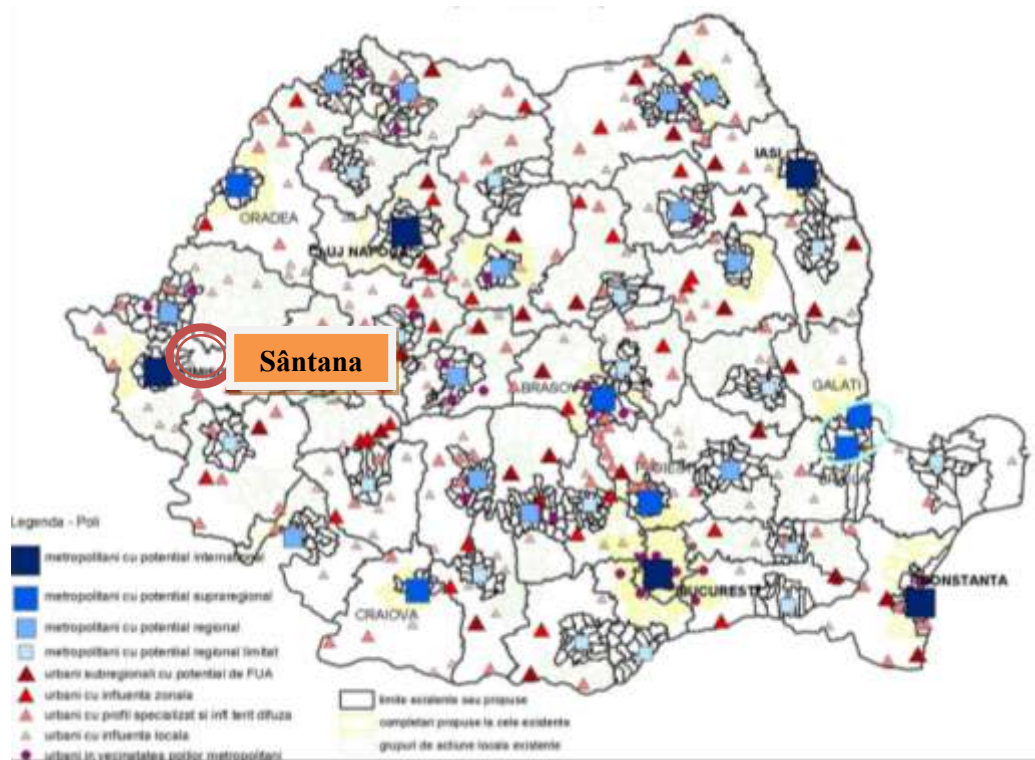 IASI
ORADEA
CLUJ NAPOCA
Sântana
BRASOV
GALATI
CONSTANTA
BUCURESTI
CRAIOVA
Legenda - Poli
metropolitani cu potential international
metropolitani cu potential supraregional
metropolitani cu potential regional
metropolitani cu potential regional limitat
urbani subregionali cu potential de FUA
urbani cu influenta zonala
urbani cu profil specializat si infl terit difuza
urbani cu influenta locala
urbani in vecinatatea polilor metropolitani
limite existente sau propuse
completari propuse la cele existente
grupuri de actiune locala existente